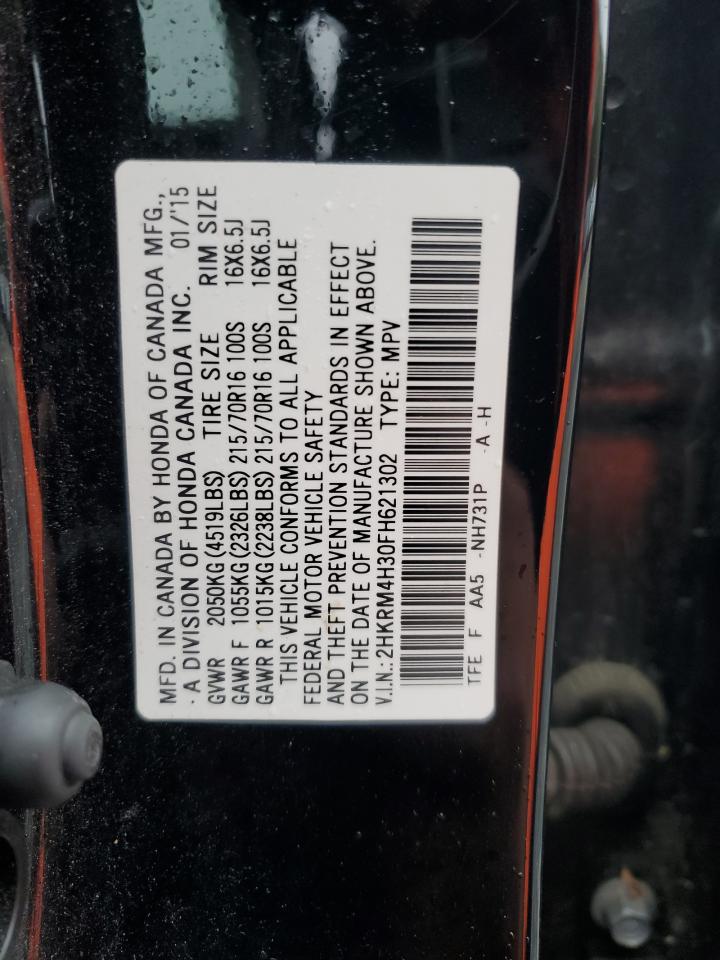 MFD. IN CANADA BY HONDA OF CANADA MFG.,
· A DIVISION OF HONDA CANADA INC. 01/'15
GVWR 2050KG(4519LBS) TIRE SIZE RIM SIZE
GAWR F 1055KG(2326LBS) 215/70R16 100S 16X6.5J
GAWR R 1015KG(2238LBS) 215/70R16 100S 16X6.5J
THIS VEHICLE CONFORMS TO ALL APPLICABLE
FEDERAL MOTOR VEHICLE SAFETY
AND THEFT PREVENTION STANDARDS IN EFFECT
ON THE DATE OF MANUFACTURE SHOWN ABOVE.
V.I.N.: 2HKRM4H30FH621302 TYPE: MPV
TFE F AA5 -NH731P -A -H